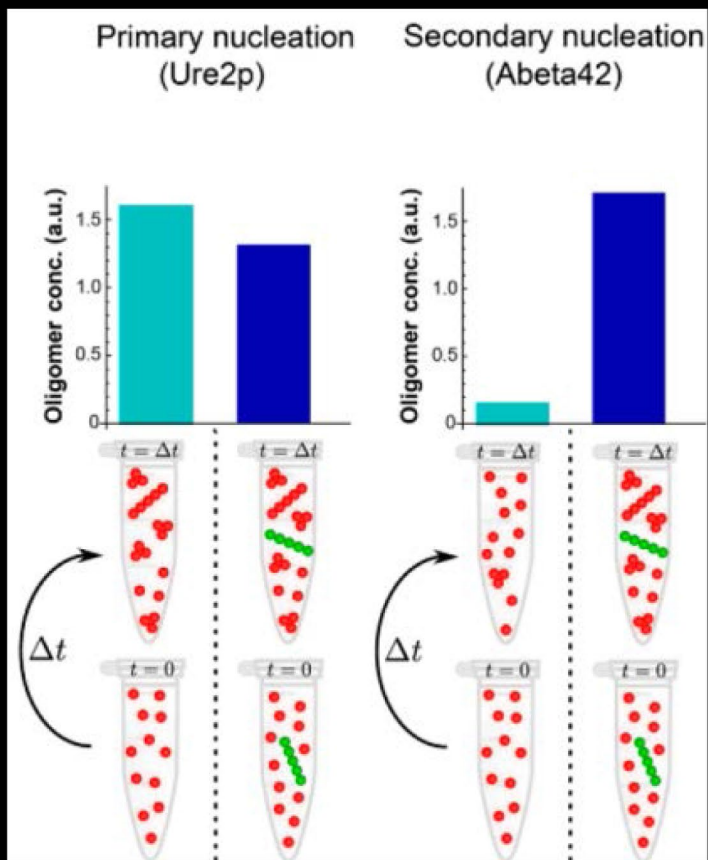 Primary nucleation
(Ure2p)
Secondary nucleation
(Abeta42)
Oligomer conc. (a.u.)
1.5
1.0
0.5
0
Oligomer conc. (a.u.)
1.5
1.0
0.5
0
t = Δt
t = Δt
t = Δt
t = Δt
Δt
Δt
t = 0
t = 0
t = 0
t = 0